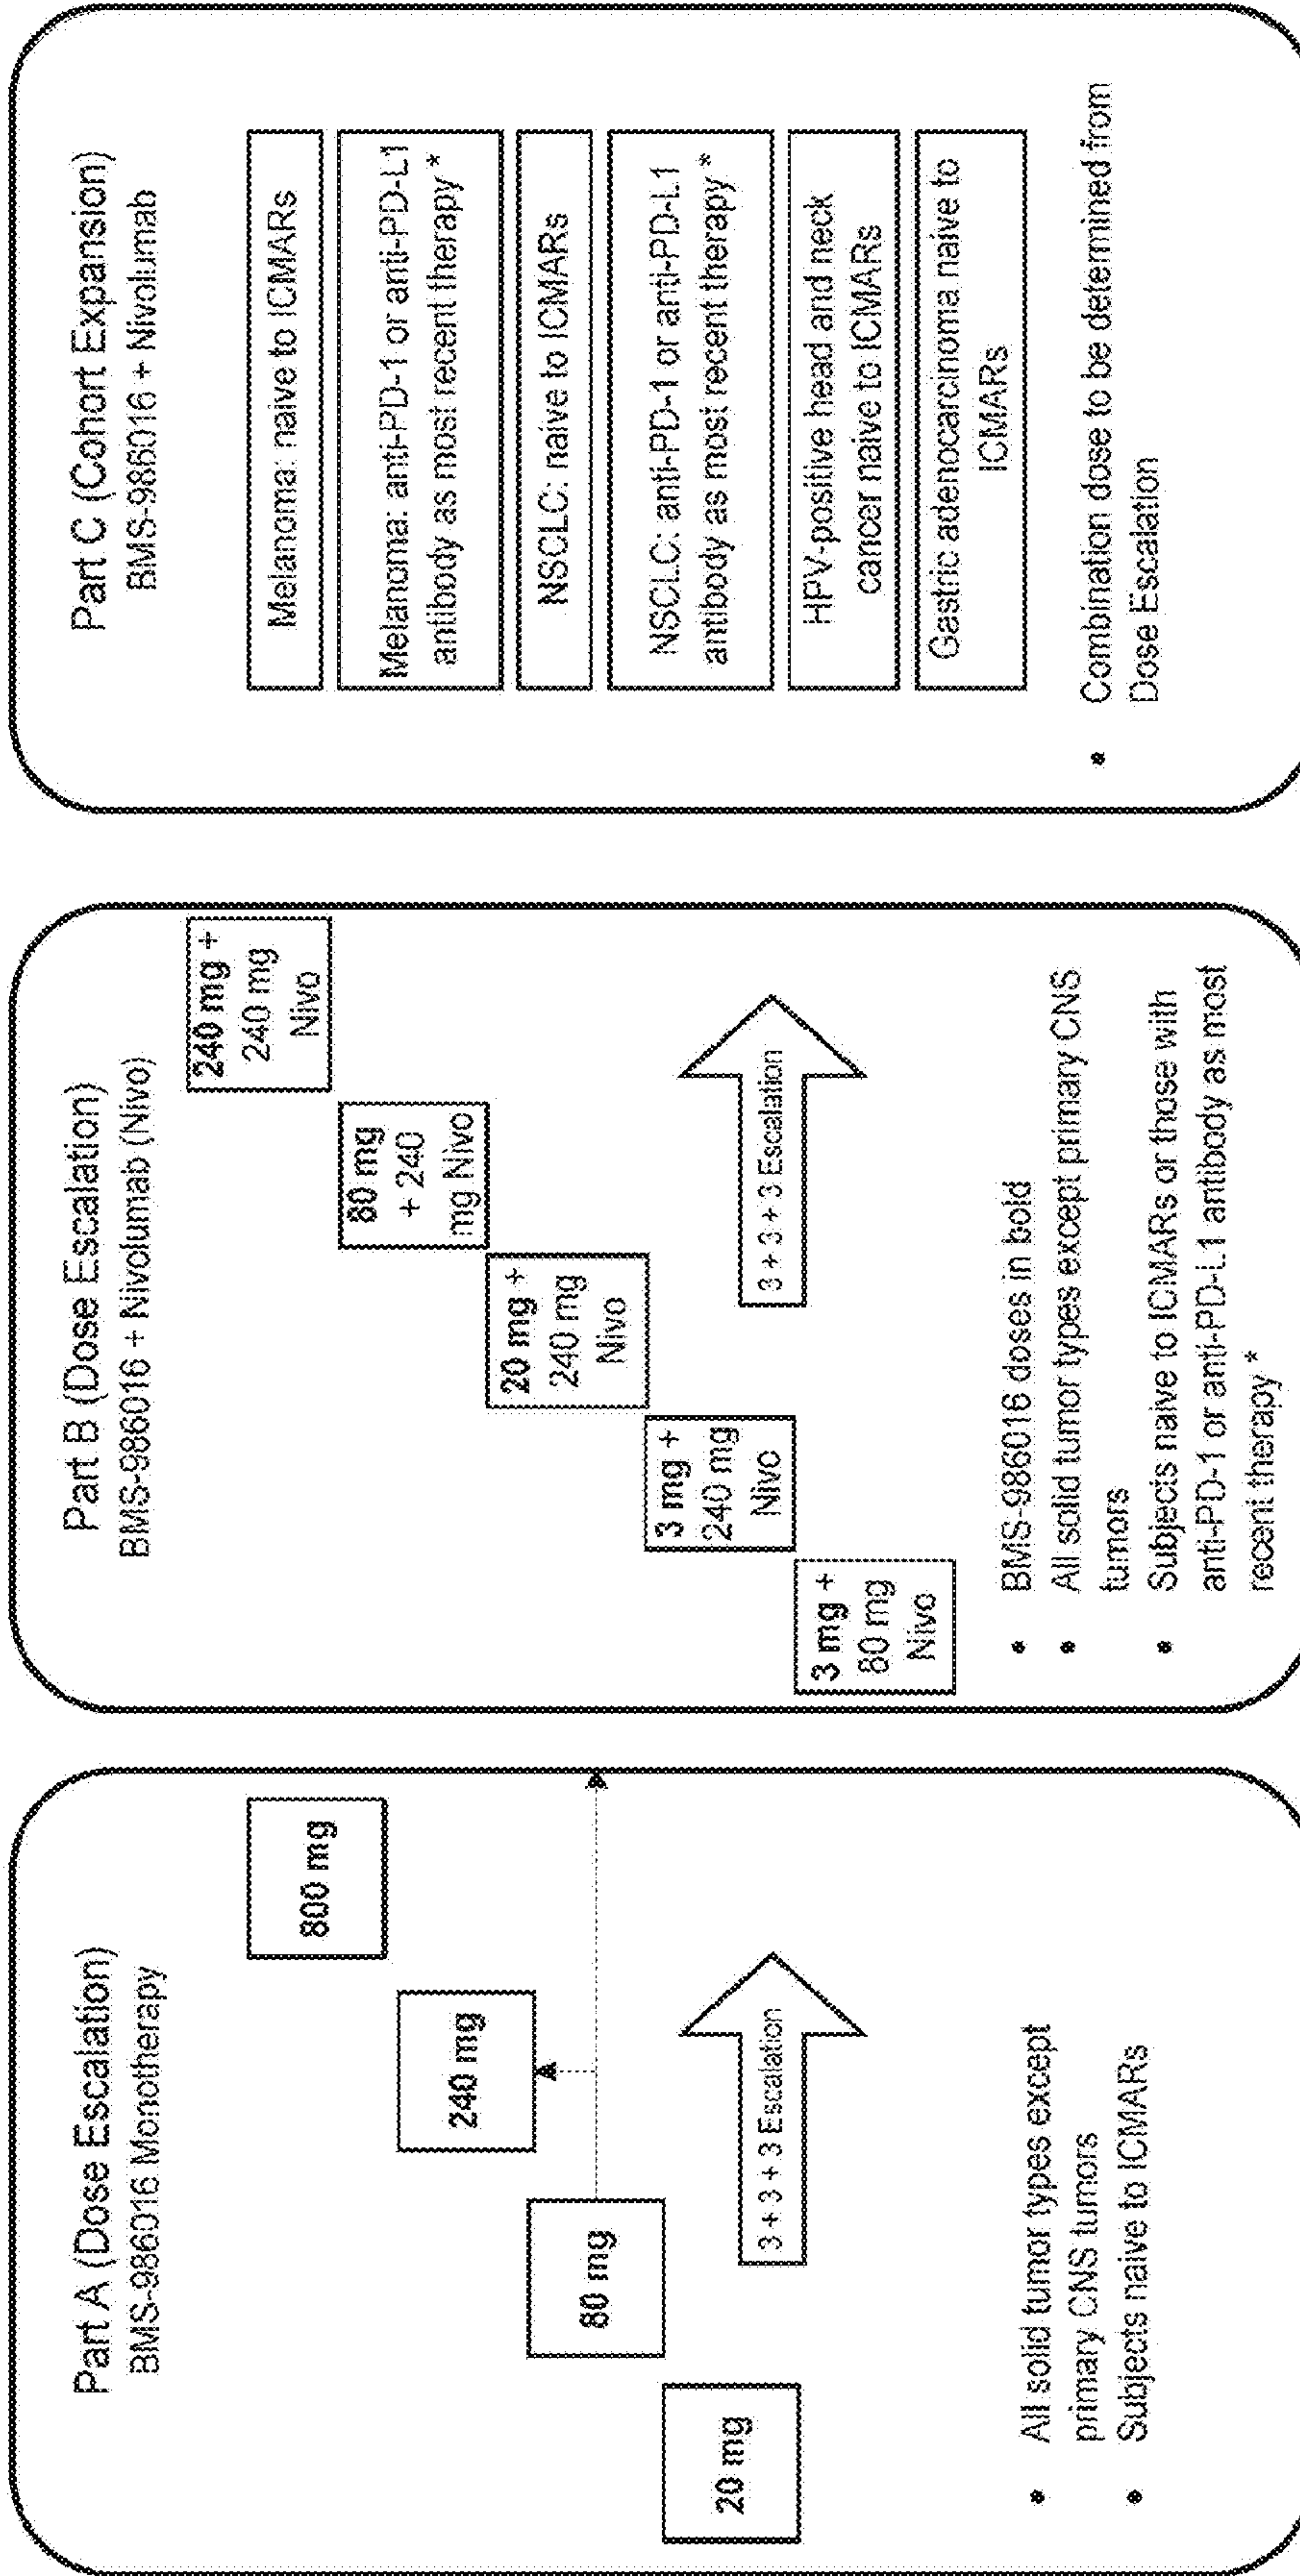 Part A (Dose Escalation)
BMS-986016 Monotherapy
20 mg
80 mg
240 mg
800 mg
3 + 3 + 3 Escalation
• All solid tumor types except
primary CNS tumors
• Subjects naive to ICMARs
Part B (Dose Escalation)
BMS-986016 + Nivolumab (Nivo)
3 mg +
80 mg
Nivo
3 mg +
240 mg
Nivo
20 mg +
240 mg
Nivo
80 mg
+ 240
mg Nivo
240 mg +
240 mg
Nivo
3 + 3 + 3 Escalation
• BMS-986016 doses in bold
• All solid tumor types except primary CNS
tumors
• Subjects naive to ICMARs or those with
anti-PD-1 or anti-PD-L1 antibody as most
recent therapy*
Part C (Cohort Expansion)
BMS-986016 + Nivolumab
Melanoma: naive to ICMARs
Melanoma: anti-PD-1 or anti-PD-L1
antibody as most recent therapy*
NSCLC: naive to ICMARs
NSCLC: anti-PD-1 or anti-PD-L1
antibody as most recent therapy*
HPV-positive head and neck
cancer naive to ICMARs
Gastric adenocarcinoma naive to
ICMARs
• Combination dose to be determined from
Dose Escalation